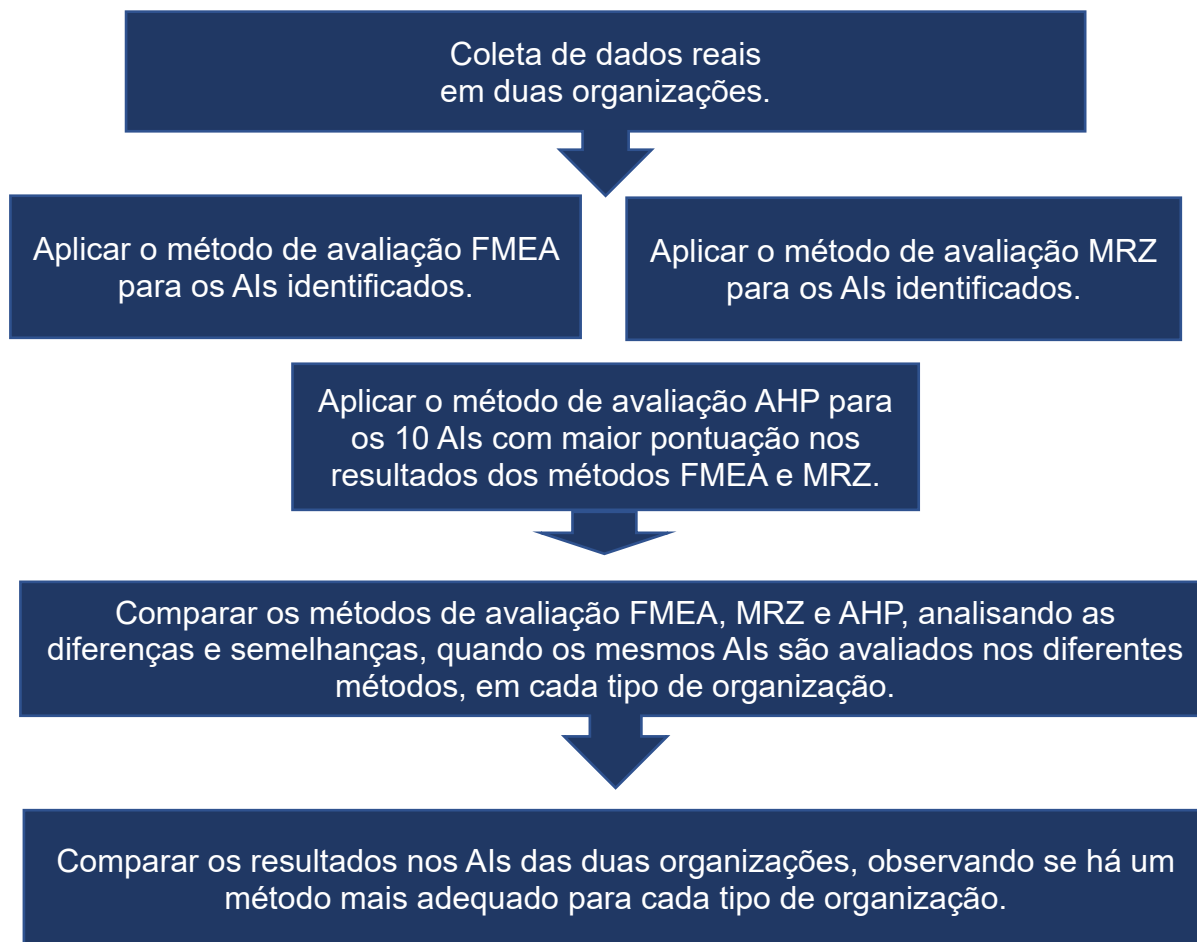 Coleta de dados reais
em duas organizações.
Aplicar o método de avaliação FMEA
para os AIs identificados.
Aplicar o método de avaliação MRZ
para os AIs identificados.
Aplicar o método de avaliação AHP para
os 10 AIs com maior pontuação nos
resultados dos métodos FMEA e MRZ.
Comparar os métodos de avaliação FMEA, MRZ e AHP, analisando as
diferenças e semelhanças, quando os mesmos AIs são avaliados nos diferentes
métodos, em cada tipo de organização.
Comparar os resultados nos AIs das duas organizações, observando se há um
método mais adequado para cada tipo de organização.